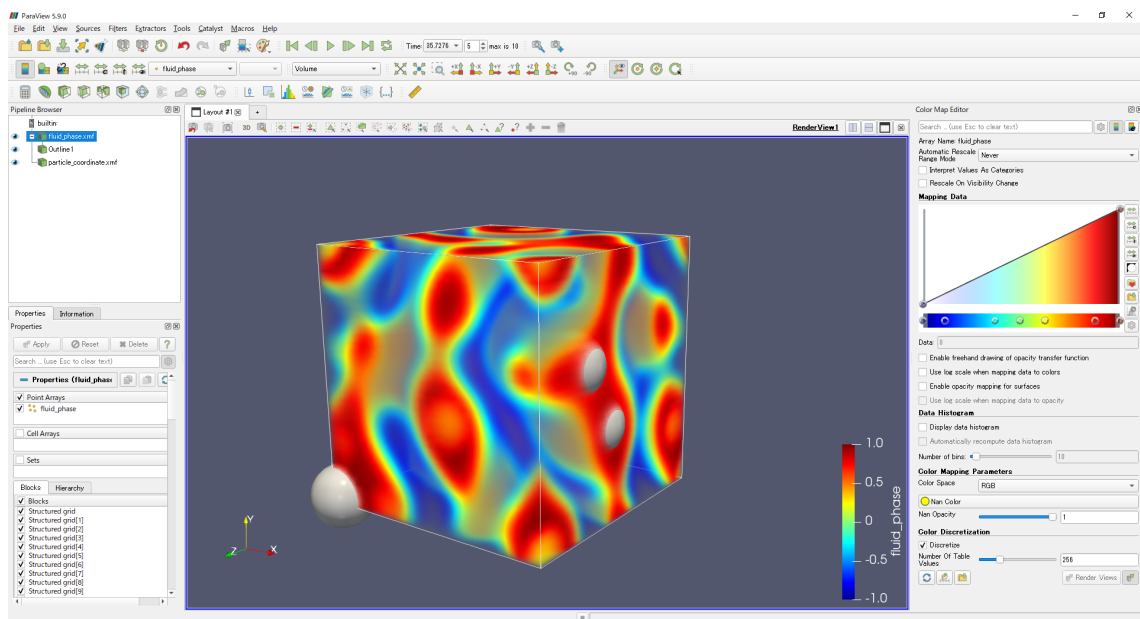 ParaView 5.9.0
File Edit View Sources Filters Extractors Tools Catalyst Macros Help
Time: 35.7276 5 max is 10
fluid_phase Volume
Pipeline Browser
builtin:
fluid_phase.xmf
Outline1
particle_coordinate.xmf
Properties Information
Properties
Apply Reset Delete ?
Search ... (use Esc to clear text)
Properties (fluid_phase
Point Arrays
fluid_phase
Cell Arrays
Sets
Blocks Hierarchy
Blocks
Structured grid
Structured grid[1]
Structured grid[2]
Structured grid[3]
Structured grid[4]
Structured grid[5]
Structured grid[6]
Structured grid[7]
Structured grid[8]
Structured grid[9]
Layout #1 +
3D RenderView1
Y
Z X
1.0
0.5
0
-0.5
-1.0
fluid_phase
Color Map Editor
Search ... (use Esc to clear text)
Array Name: fluid_phase
Automatic Rescale
Range Mode
Never
Interpret Values As Categories
Rescale On Visibility Change
Mapping Data
Data: 0
Enable freehand drawing of opacity transfer function
Use log scale when mapping data to colors
Enable opacity mapping for surfaces
Use log scale when mapping data to opacity
Data Histogram
Display data histogram
Automatically recompute data histogram
Number of bins: 10
Color Mapping Parameters
Color Space RGB
Nan Color
Nan Opacity 1
Color Discretization
Discretize
Number Of Table
Values
256
Render Views